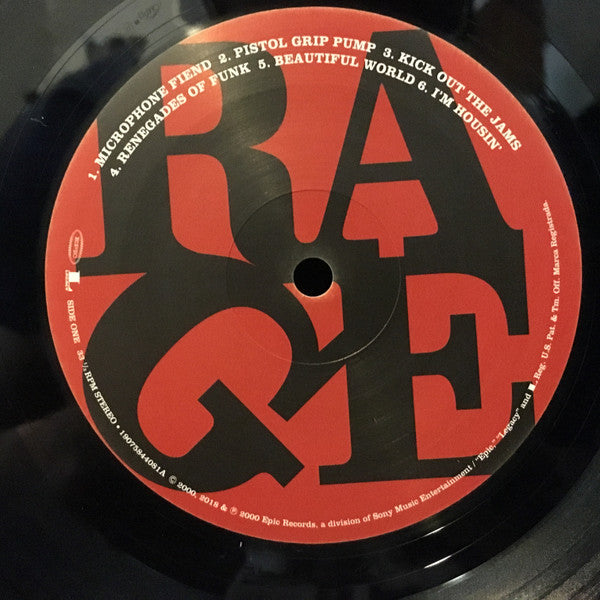 1. MICROPHONE FIEND 2. PISTOL GRIP PUMP 3. KICK OUT THE JAMS
4. RENEGADES OF FUNK 5. BEAUTIFUL WORLD 6. I'M HOUSIN'
RA
GE
SIDE ONE 33 ⅓ RPM STEREO • 19075844081A © 2000, 2018 & ℗ 2000 Epic Records, a division of Sony Music Entertainment / "Epic," "Legacy" and L Reg. U.S. Pat. & Tm. Off. Marca Registrada.